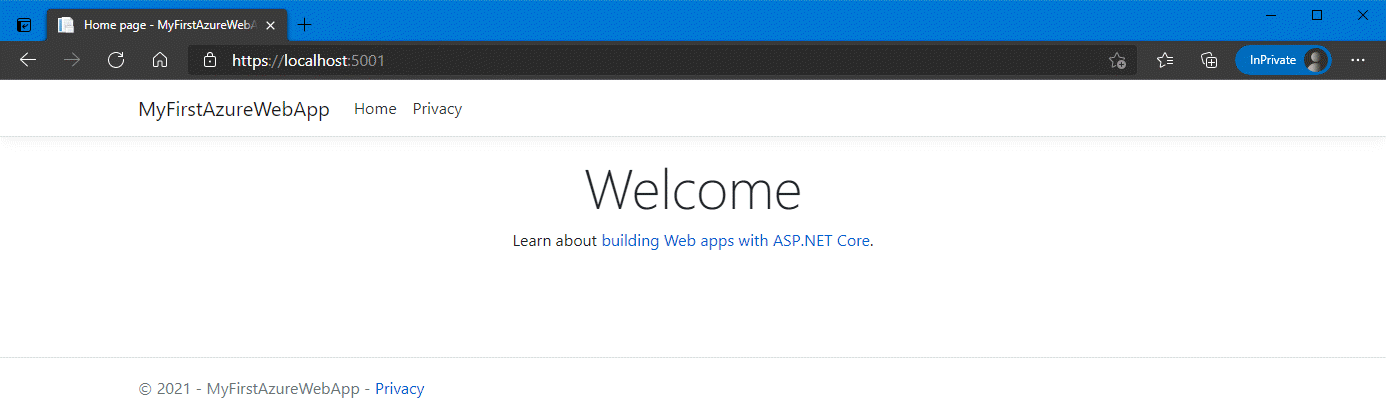 Home page - MyFirstAzureWebA
https://localhost:5001
InPrivate
MyFirstAzureWebApp Home Privacy
Welcome
Learn about building Web apps with ASP.NET Core.
© 2021 - MyFirstAzureWebApp - Privacy